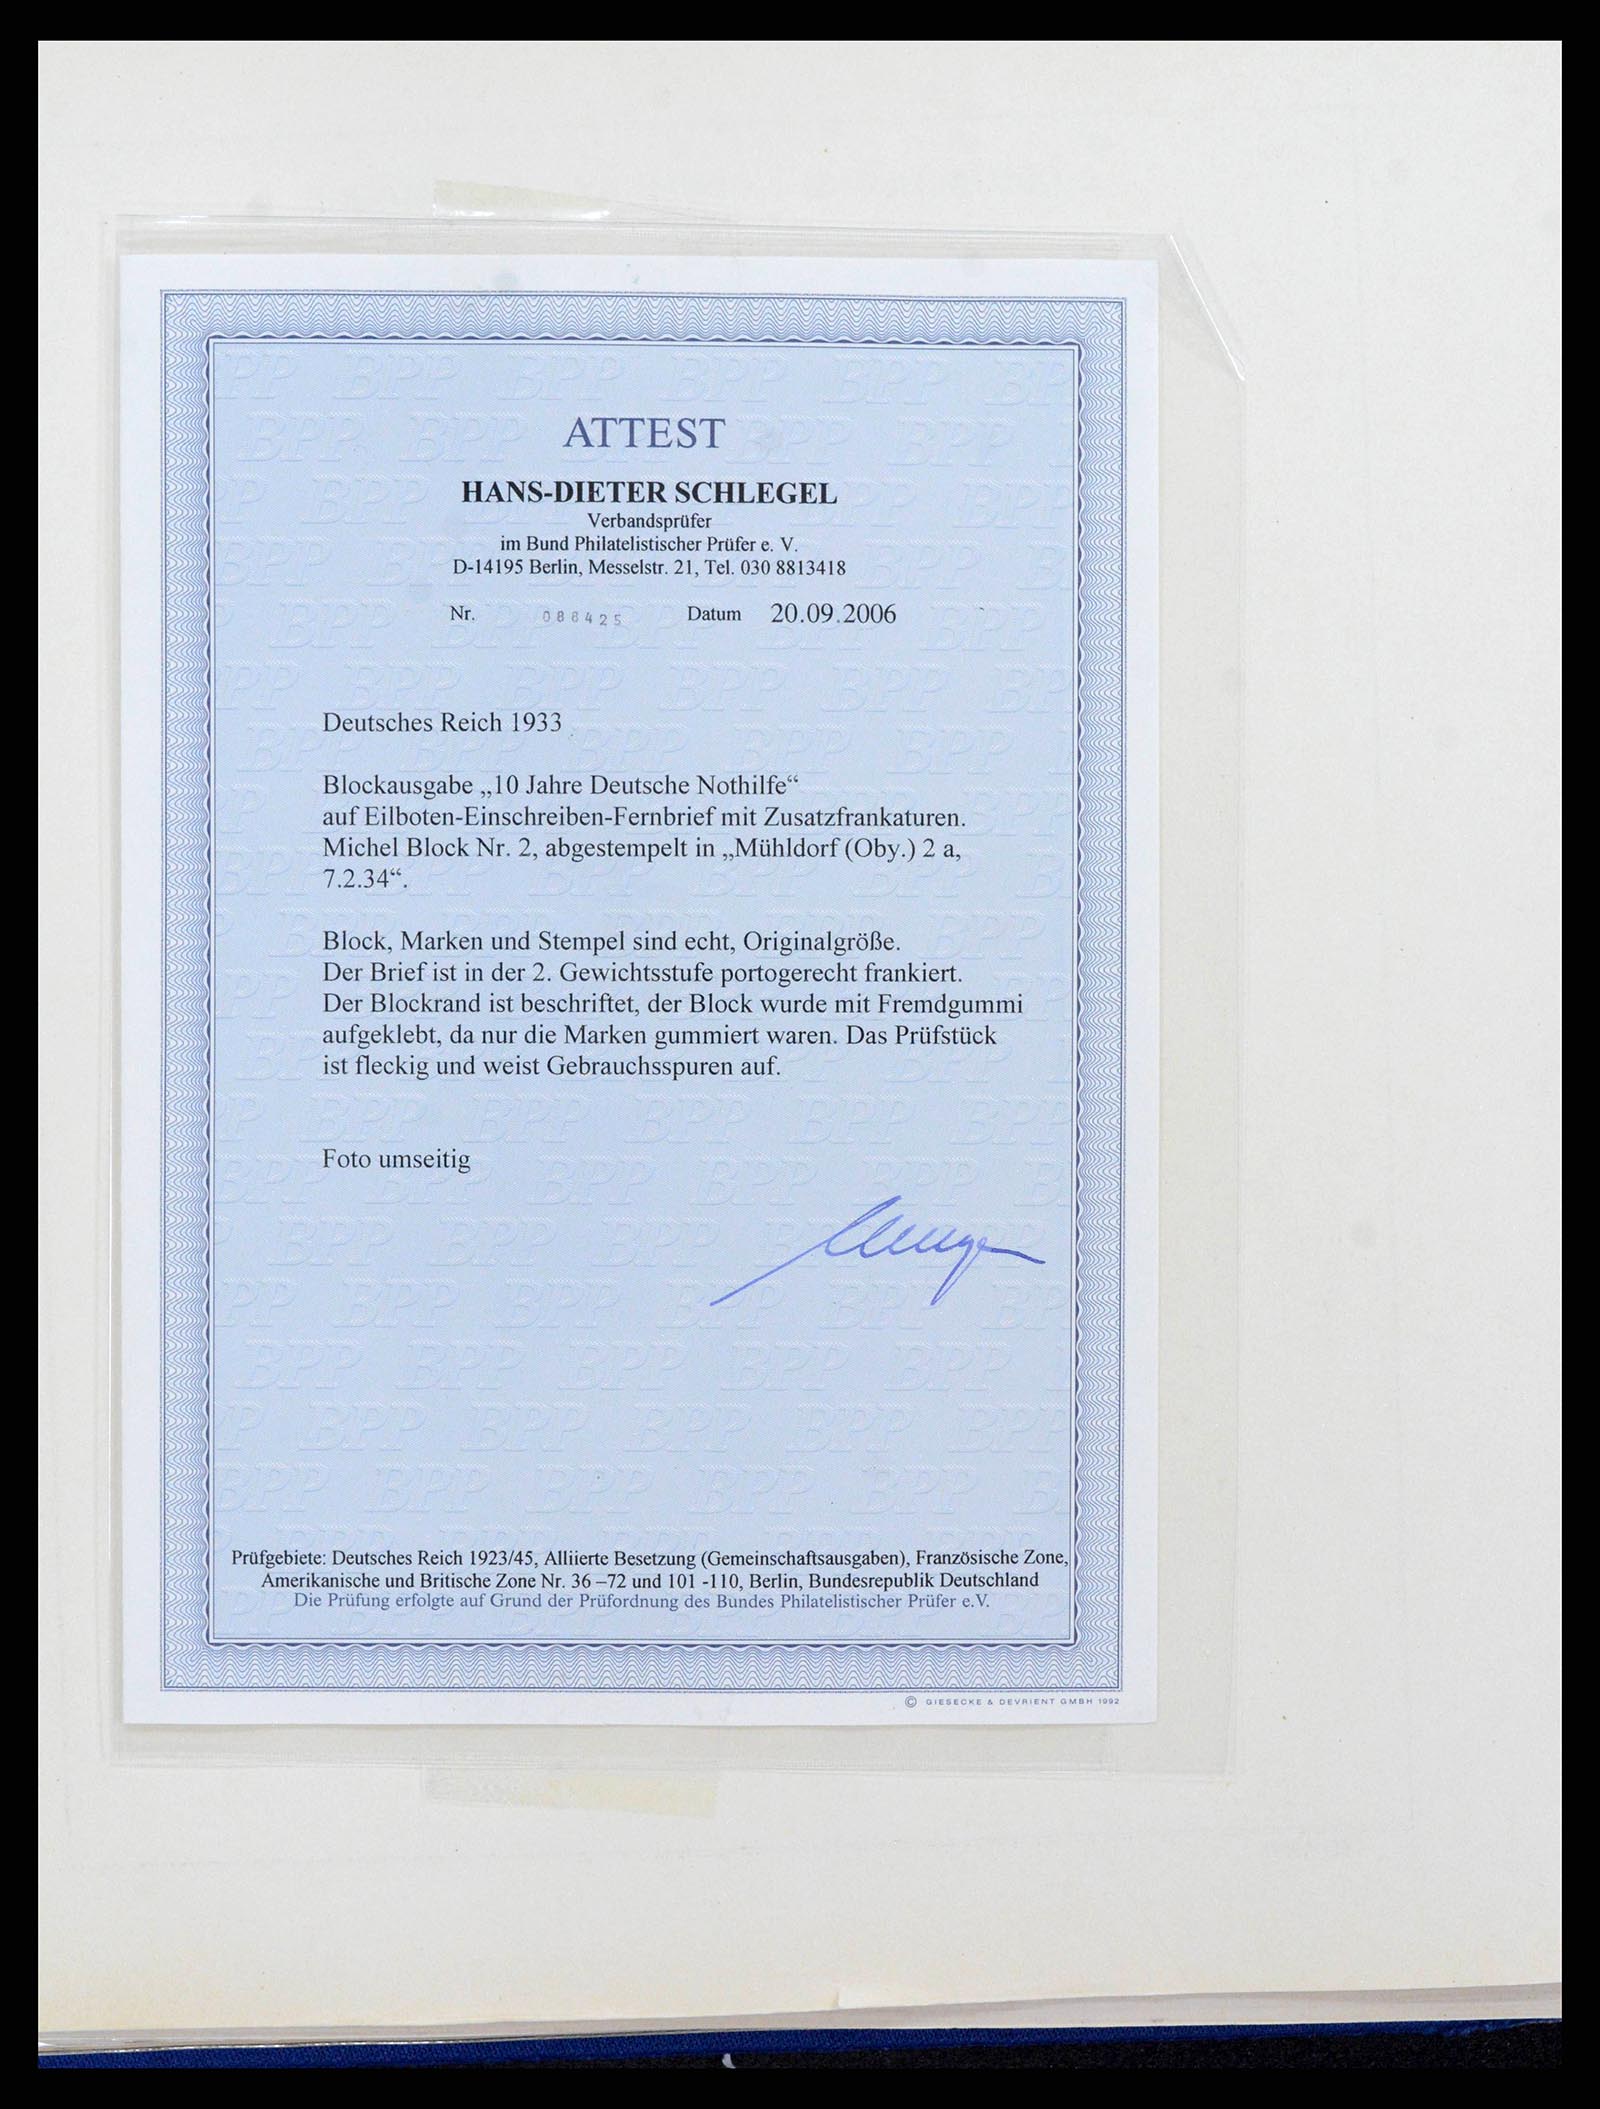 ATTEST
HANS-DIETER SCHLEGEL
Verbandsprüfer
im Bund Philatelistischer Prüfer e. V.
D-14195 Berlin, Messelstr. 21, Tel. 030 8813418
Nr. 088425 Datum 20.09.2006
Deutsches Reich 1933
Blockausgabe „10 Jahre Deutsche Nothilfe“
auf Eilboten-Einschreiben-Fernbrief mit Zusatzfrankaturen.
Michel Block Nr. 2, abgestempelt in „Mühldorf (Oby.) 2 a,
7.2.34“.
Block, Marken und Stempel sind echt, Originalgröße.
Der Brief ist in der 2. Gewichtsstufe portogerecht frankiert.
Der Blockrand ist beschriftet, der Block wurde mit Fremdgummi
aufgeklebt, da nur die Marken gummiert waren. Das Prüfstück
ist fleckig und weist Gebrauchsspuren auf.
Foto umseitig
Prüfgebiete: Deutsches Reich 1923/45, Alliierte Besetzung (Gemeinschaftsausgaben), Französische Zone,
Amerikanische und Britische Zone Nr. 36 –72 und 101 -110, Berlin, Bundesrepublik Deutschland
Die Prüfung erfolgte auf Grund der Prüfordnung des Bundes Philatelistischer Prüfer e.V.
© GIESECKE & DEVRIENT GMBH 1992